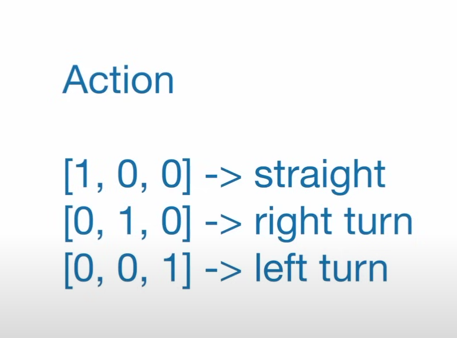 Action
[1, 0, 0] -> straight
[0, 1, 0] -> right turn
[0, 0, 1] -> left turn